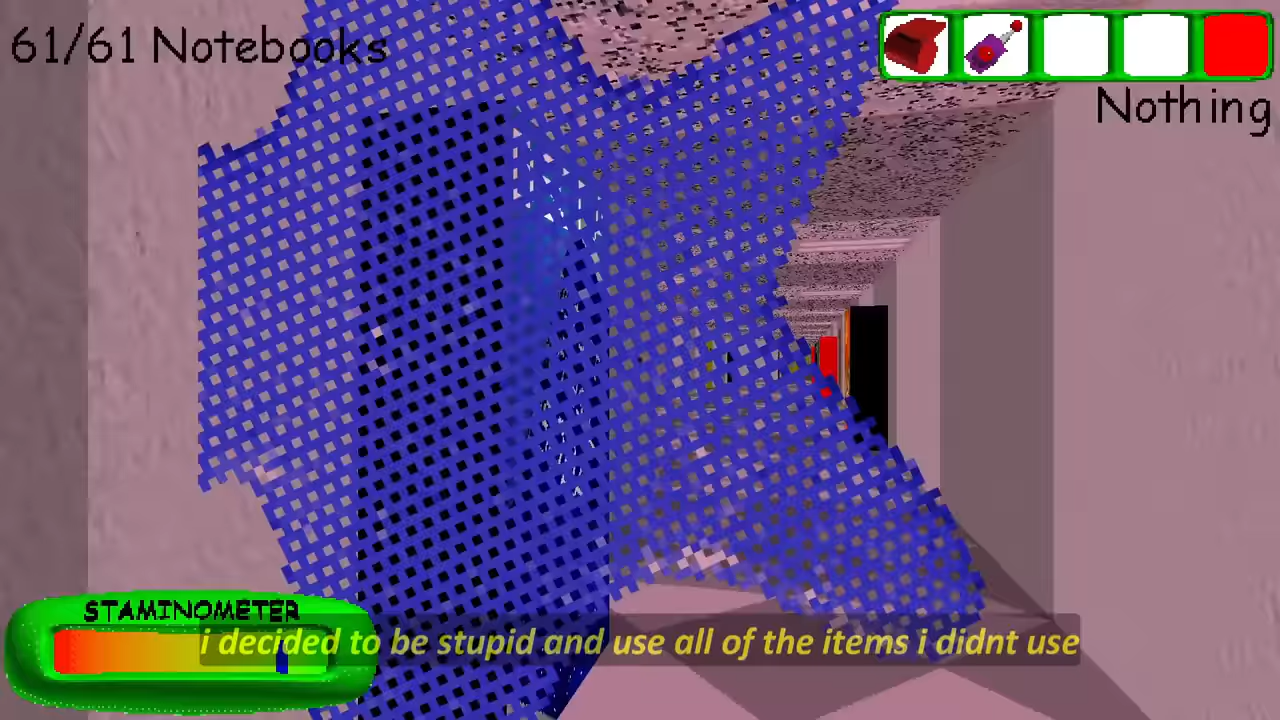 61/61 Notebooks
Nothing
STAMINOMETER
i decided to be stupid and use all of the items i didnt use